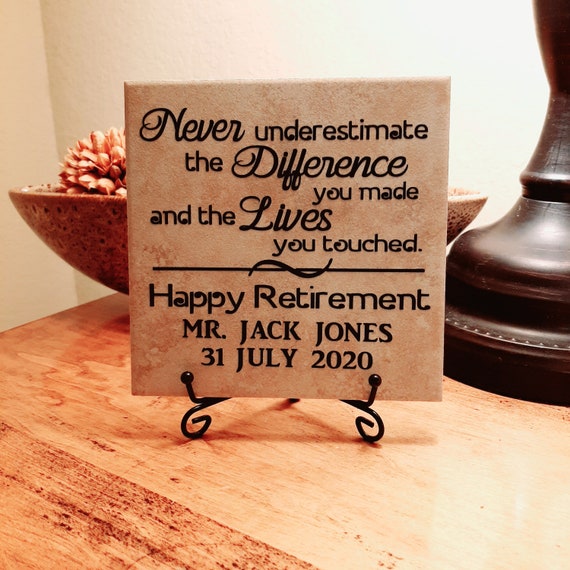 Never underestimate
the Difference
you made
and the Lives
you touched.
Happy Retirement
MR. JACK JONES
31 JULY 2020